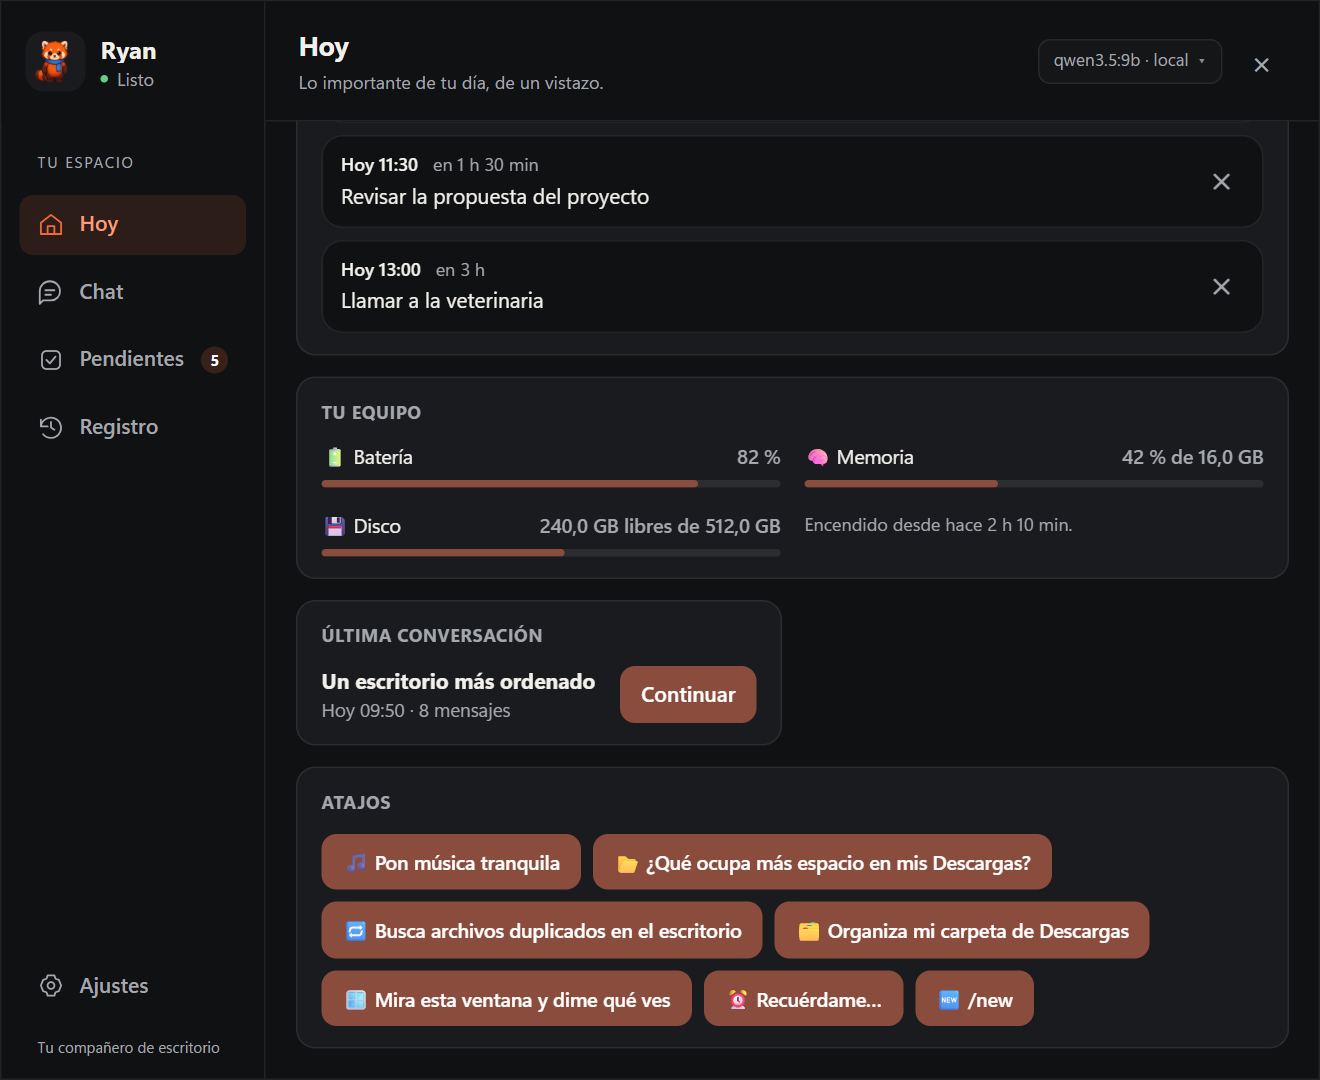 Ryan
Listo
TU ESPACIO
Hoy
Chat
Pendientes 5
Registro
Ajustes
Tu compañero de escritorio
Hoy
Lo importante de tu día, de un vistazo.
qwen3.5:9b · local
Hoy 11:30 en 1 h 30 min
Revisar la propuesta del proyecto
Hoy 13:00 en 3 h
Llamar a la veterinaria
TU EQUIPO
Batería 82 %
Memoria 42 % de 16,0 GB
Disco 240,0 GB libres de 512,0 GB
Encendido desde hace 2 h 10 min.
ÚLTIMA CONVERSACIÓN
Un escritorio más ordenado
Hoy 09:50 · 8 mensajes
Continuar
ATAJOS
Pon música tranquila
¿Qué ocupa más espacio en mis Descargas?
Busca archivos duplicados en el escritorio
Organiza mi carpeta de Descargas
Mira esta ventana y dime qué ves
Recuérdame...
NEW /new